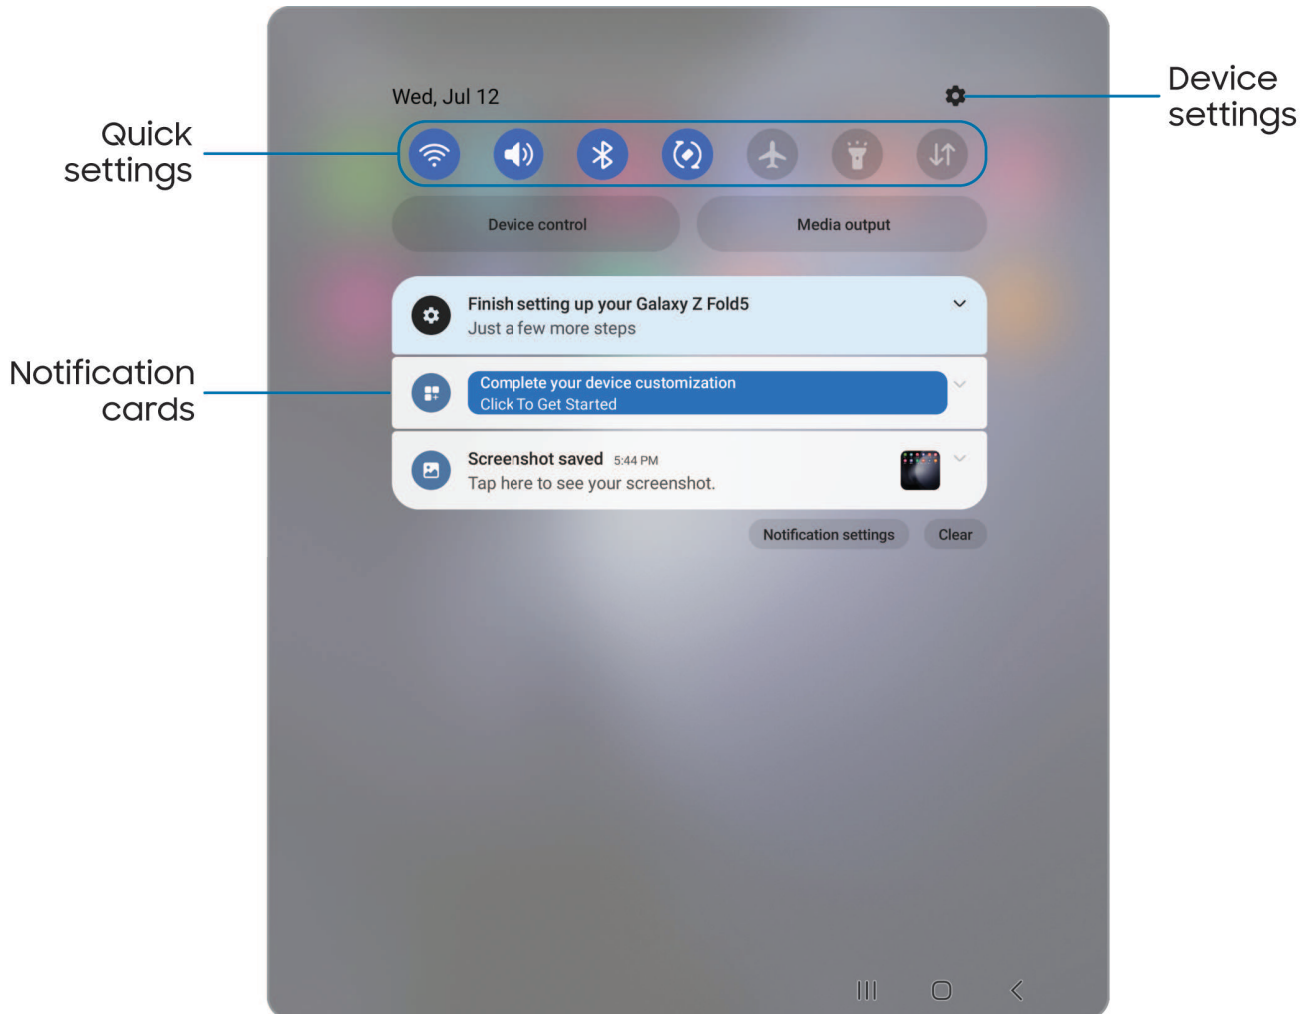 Wed, Jul 12
Device
settings
Quick
settings
Device control
Media output
Finish setting up your Galaxy Z Fold5
Just a few more steps
Notification
cards
Complete your device customization
Click To Get Started
Screenshot saved 5:44 PM
Tap here to see your screenshot.
Notification settings
Clear